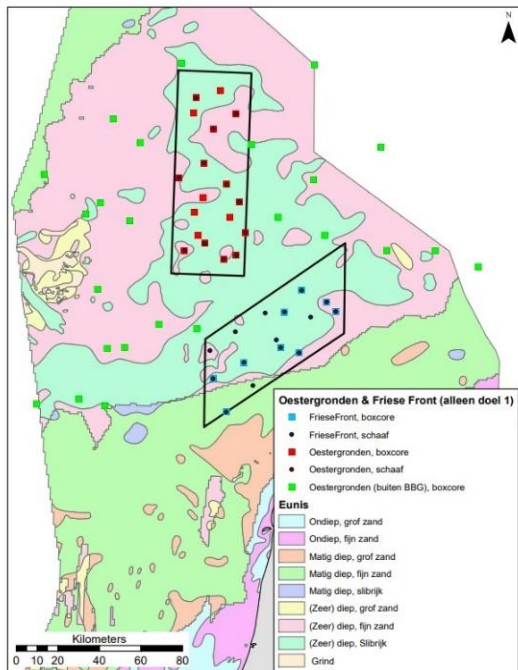 N
Oestergronden & Friese Front (alleen doel 1)
FrieseFront, boxcore
FrieseFront, schaaf
Oestergronden, boxcore
Oestergronden, schaaf
Oestergronden (buiten BBG), boxcore
Eunis
Ondiep, grof zand
Ondiep, fijn zand
Matig diep, grof zand
Matig diep, fijn zand
Matig diep, slibrijk
(Zeer) diep, grof zand
(Zeer) diep, fijn zand
(Zeer) diep, Slibrijk
Grind
Kilometers
0 10 20 40 60 80